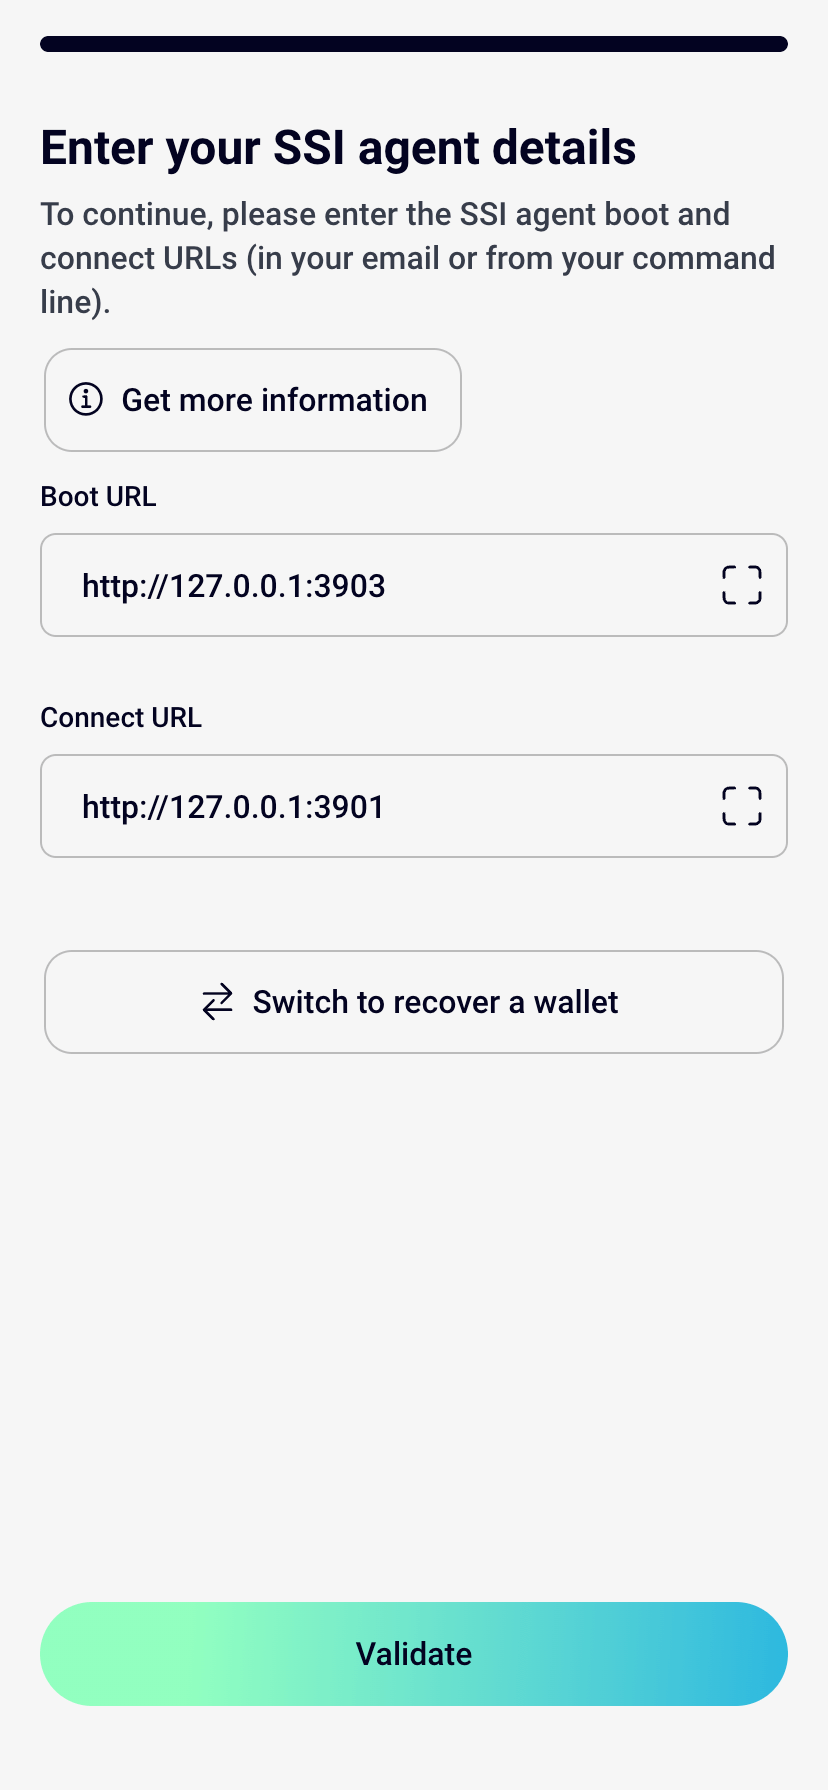 Enter your SSI agent details
To continue, please enter the SSI agent boot and
connect URLs (in your email or from your command
line).
Get more information
Boot URL
http://127.0.0.1:3903
Connect URL
http://127.0.0.1:3901
Switch to recover a wallet
Validate